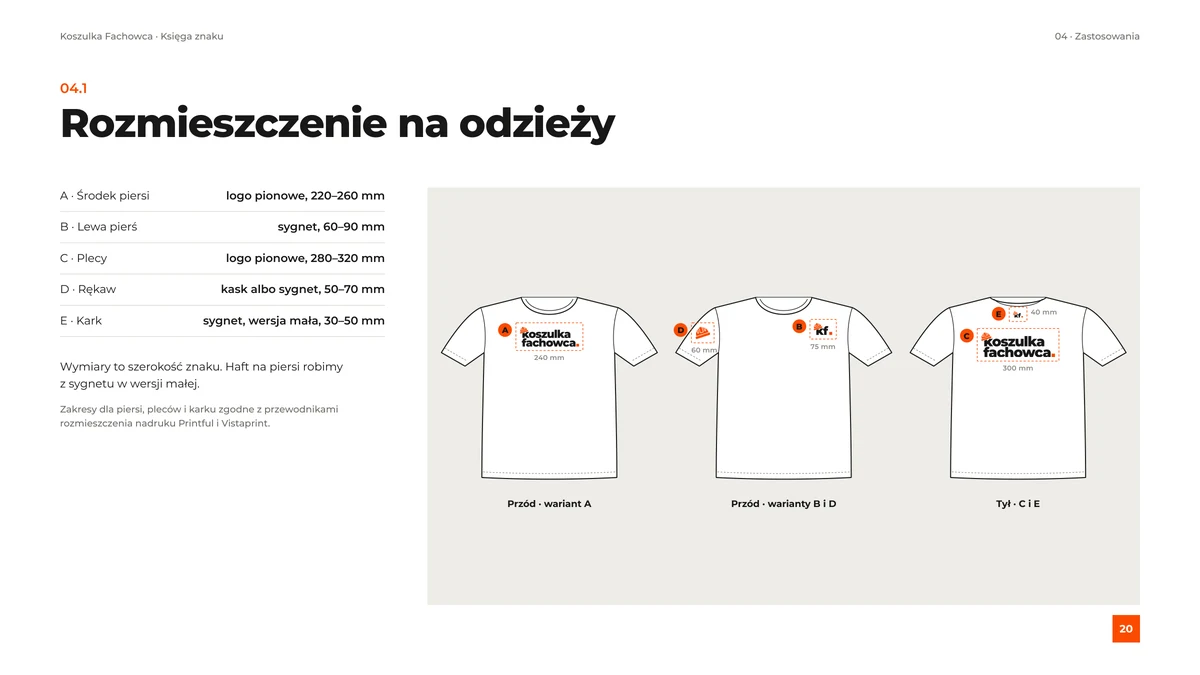 Koszulka Fachowca · Księga znaku
04 · Zastosowania
04.1
Rozmieszczenie na odzieży
A · Środek piersi logo pionowe, 220–260 mm
B · Lewa pierś sygnet, 60–90 mm
C · Plecy logo pionowe, 280–320 mm
D · Rękaw kask albo sygnet, 50–70 mm
E · Kark sygnet, wersja mała, 30–50 mm
Wymiary to szerokość znaku. Haft na piersi robimy
z sygnetu w wersji małej.
Zakresy dla piersi, pleców i karku zgodne z przewodnikami
rozmieszczenia nadruku Printful i Vistaprint.
A
koszulka
fachowca.
240 mm
Przód · wariant A
D
60 mm
B
kf.
75 mm
Przód · warianty B i D
E
kf.
40 mm
C
koszulka
fachowca.
300 mm
Tył · C i E
20